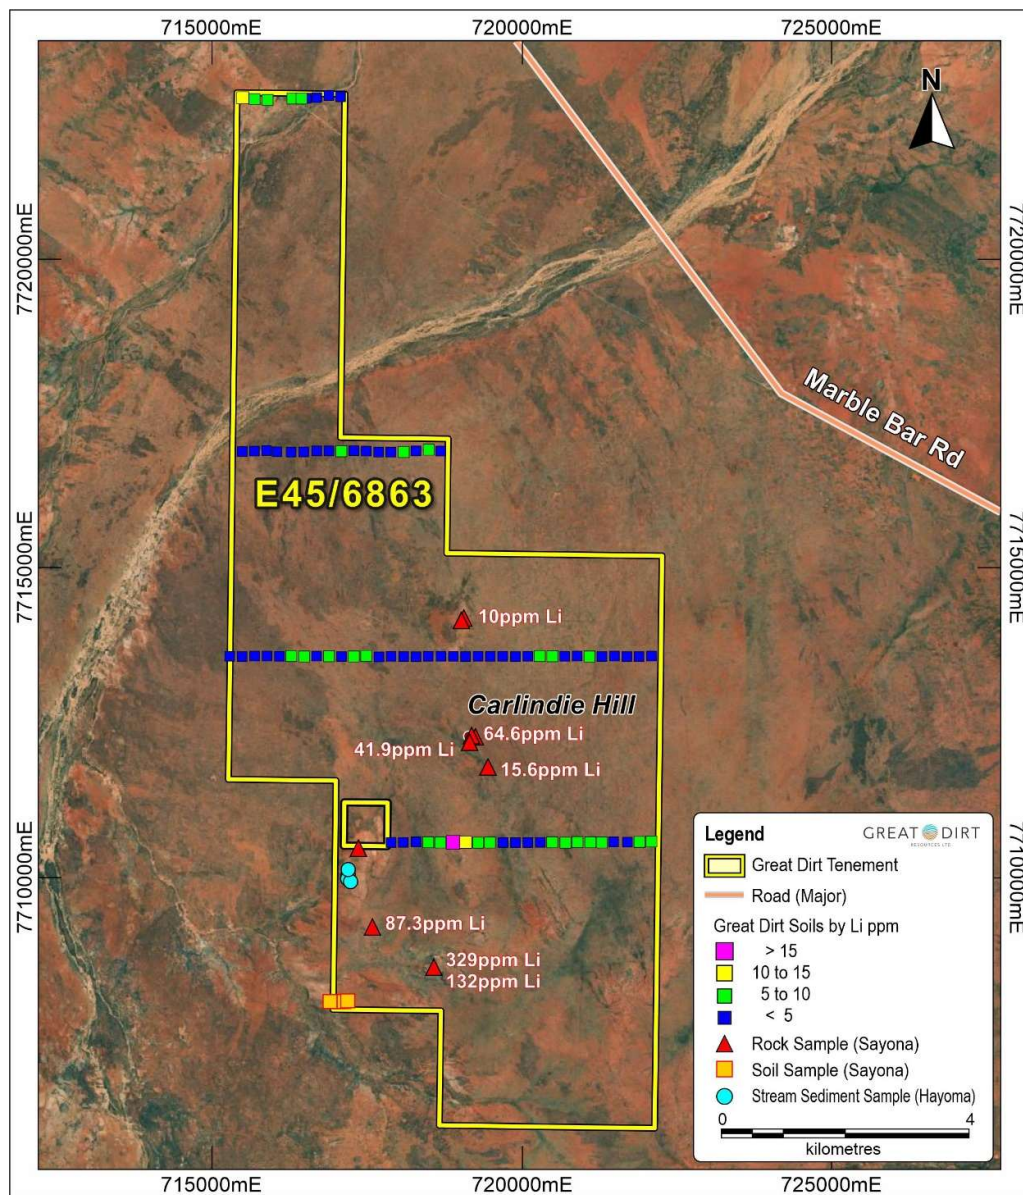 715000mE 720000mE 725000mE
N
7720000mE 7720000mE
Marble Bar Rd
E45/6863
7715000mE 7715000mE
10ppm Li
Carlindie Hill
64.6ppm Li
41.9ppm Li
15.6ppm Li
7710000mE 7710000mE
87.3ppm Li
329ppm Li
132ppm Li
Legend
GREAT DIRT
RESOURCES LTD.
Great Dirt Tenement
Road (Major)
Great Dirt Soils by Li ppm
> 15
10 to 15
5 to 10
< 5
Rock Sample (Sayona)
Soil Sample (Sayona)
Stream Sediment Sample (Hayoma)
0 4
kilometres
715000mE 720000mE 725000mE